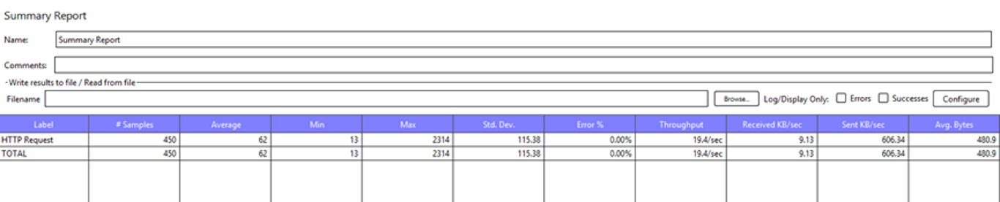 Summary Report
Name: Summary Report
Comments:
Write results to file / Read from file
Filename Browse... Log/Display Only: Errors Successes Configure
Label # Samples Average Min Max Std. Dev. Error % Throughput Received KB/sec Sent KB/sec Avg. Bytes
HTTP Request 450 62 13 2314 115.38 0.00% 19.4/sec 9.13 606.34 480.9
TOTAL 450 62 13 2314 115.38 0.00% 19.4/sec 9.13 606.34 480.9